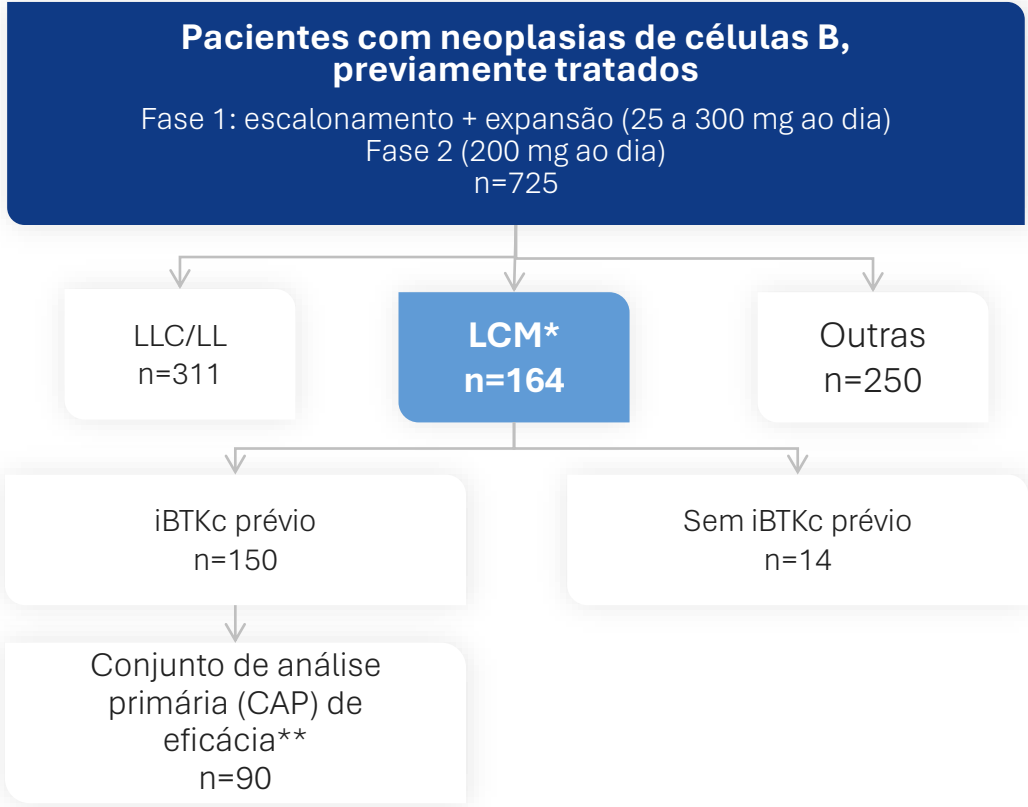 Pacientes com neoplasias de células B,
previamente tratados
Fase 1: escalonamento + expansão (25 a 300 mg ao dia)
Fase 2 (200 mg ao dia)
n=725
LLC/LL
n=311
LCM*
n=164
Outras
n=250
iBTKc prévio
n=150
Sem iBTKc prévio
n=14
Conjunto de análise
primária (CAP) de
eficácia**
n=90